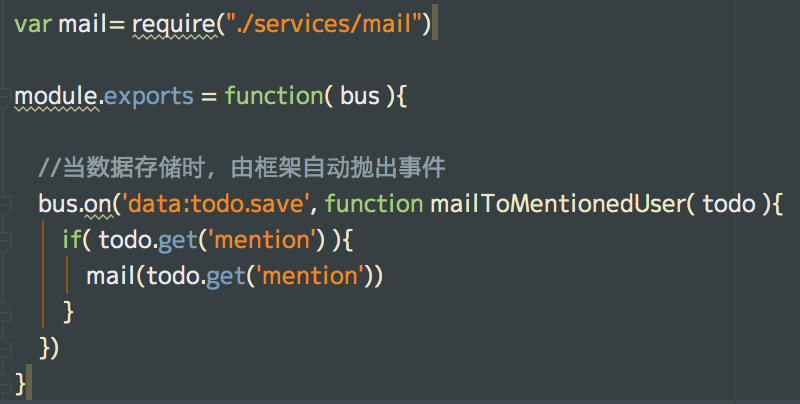 var mail= require("./services/mail")
module.exports = function( bus ){
//当数据存储时，由框架自动抛出事件
bus.on('data:todo.save', function mailToMentionedUser( todo ){
if( todo.get('mention') ){
mail(todo.get('mention'))
}
})
}